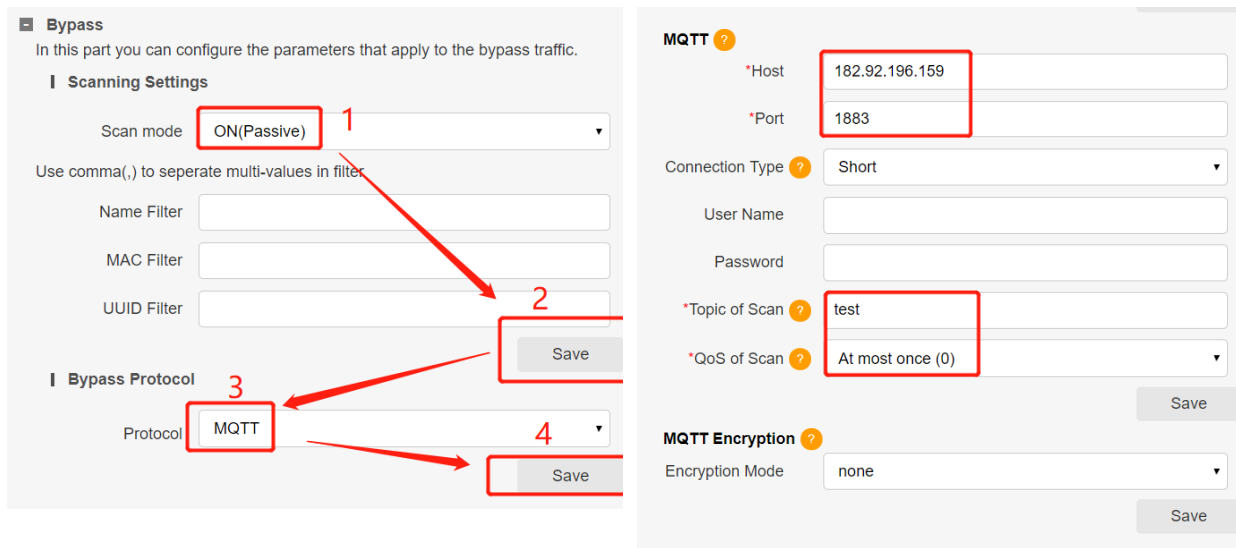 Bypass
In this part you can configure the parameters that apply to the bypass traffic.
Scanning Settings
Scan mode ON(Passive) 1
Use comma(,) to seperate multi-values in filter
Name Filter
MAC Filter
UUID Filter
2
Save
Bypass Protocol
3
Protocol MQTT
4
Save
MQTT ?
*Host 182.92.196.159
*Port 1883
Connection Type ? Short
User Name
Password
*Topic of Scan ? test
*QoS of Scan ? At most once (0)
Save
MQTT Encryption ?
Encryption Mode none
Save